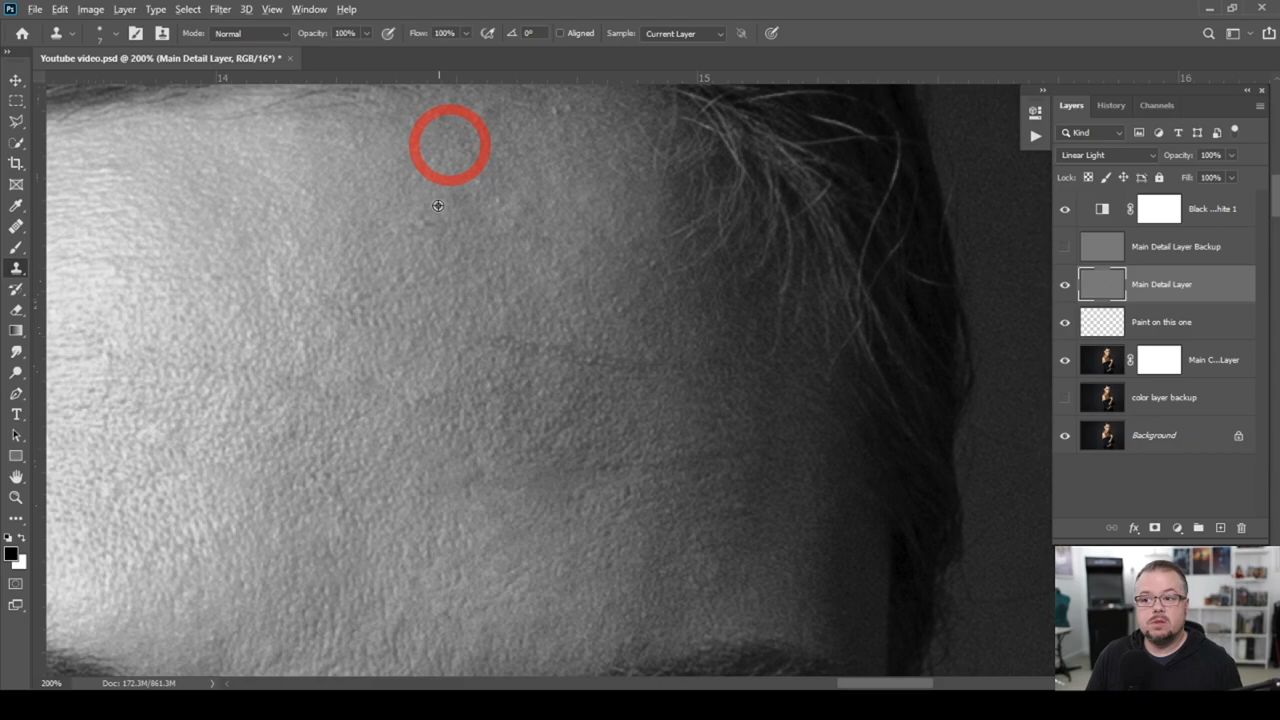 Ps File Edit Image Layer Type Select Filter 3D View Window Help
7 Mode: Normal Opacity: 100% Flow: 100% 0° Aligned Sample: Current Layer
Youtube video.psd @ 200% (Main Detail Layer, RGB/16*) * ×
14 15 16
Layers History Channels
Kind
Linear Light Opacity: 100%
Lock: Fill: 100%
Black ...hite 1
Main Detail Layer Backup
Main Detail Layer
Paint on this one
Main C...Layer
color layer backup
Background
200% Doc: 172.3M/861.3M